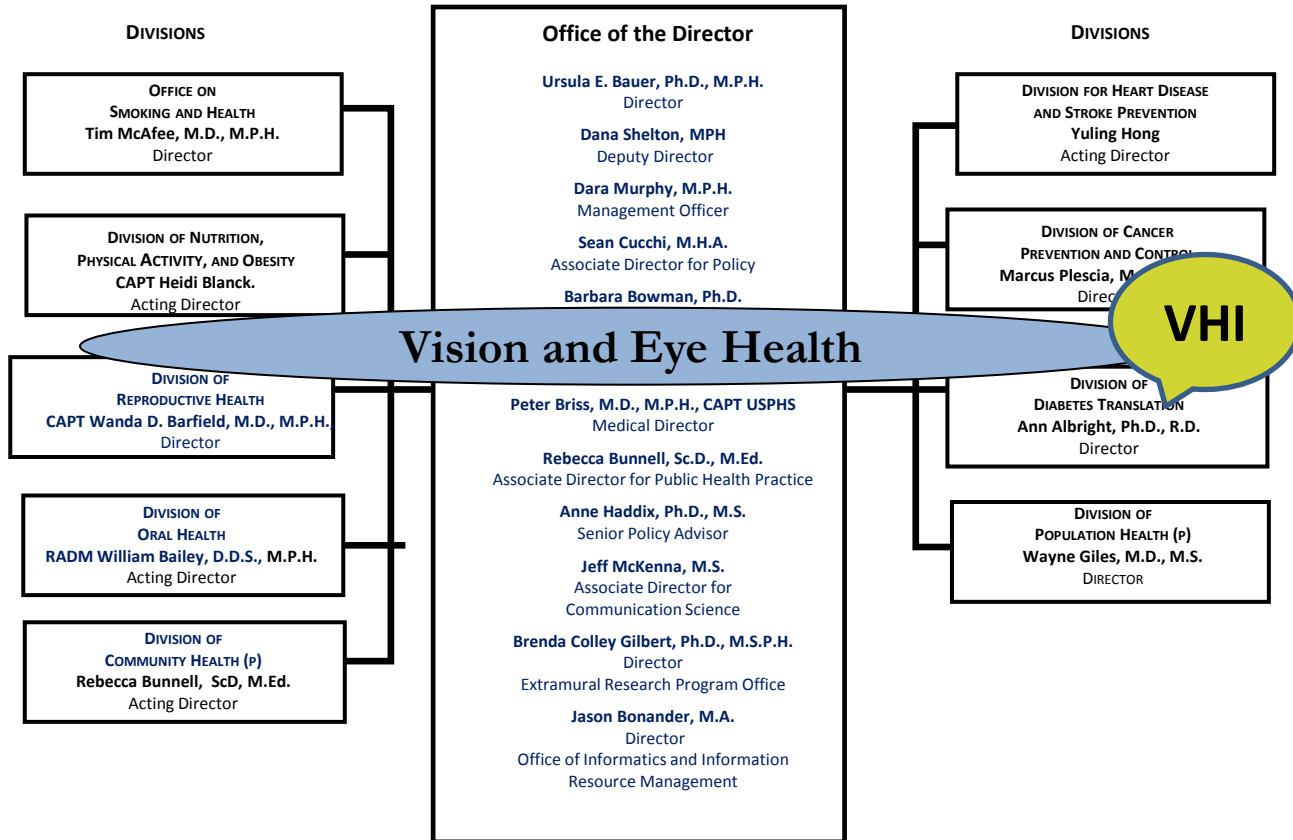 DIVISIONS
OFFICE ON
SMOKING AND HEALTH
Tim McAfee, M.D., M.P.H.
Director
DIVISION OF NUTRITION,
PHYSICAL ACTIVITY, AND OBESITY
CAPT Heidi Blanck.
Acting Director
DIVISION OF
REPRODUCTIVE HEALTH
CAPT Wanda D. Barfield, M.D., M.P.H.,
Director
DIVISION OF
ORAL HEALTH
RADM William Bailey, D.D.S., M.P.H.
Acting Director
DIVISION OF
COMMUNITY HEALTH (P)
Rebecca Bunnell, ScD, M.Ed.
Acting Director
Office of the Director
Ursula E. Bauer, Ph.D., M.P.H.
Director
Dana Shelton, MPH
Deputy Director
Dara Murphy, M.P.H.
Management Officer
Sean Cucchi, M.H.A.
Associate Director for Policy
Barbara Bowman, Ph.D.
Vision and Eye Health
Peter Briss, M.D., M.P.H., CAPT USPHS
Medical Director
Rebecca Bunnell, Sc.D., M.Ed.
Associate Director for Public Health Practice
Anne Haddix, Ph.D., M.S.
Senior Policy Advisor
Jeff McKenna, M.S.
Associate Director for
Communication Science
Brenda Colley Gilbert, Ph.D., M.S.P.H.
Director
Extramural Research Program Office
Jason Bonander, M.A.
Director
Office of Informatics and Information
Resource Management
DIVISIONS
DIVISION FOR HEART DISEASE
AND STROKE PREVENTION
Yuling Hong
Acting Director
DIVISION OF CANCER
PREVENTION AND CONTROL
Marcus Plescia,
VHI
DIVISION OF
DIABETES TRANSLATION
Ann Albright, Ph.D., R.D.
Director
DIVISION OF
POPULATION HEALTH (P)
Wayne Giles, M.D., M.S.
DIRECTOR